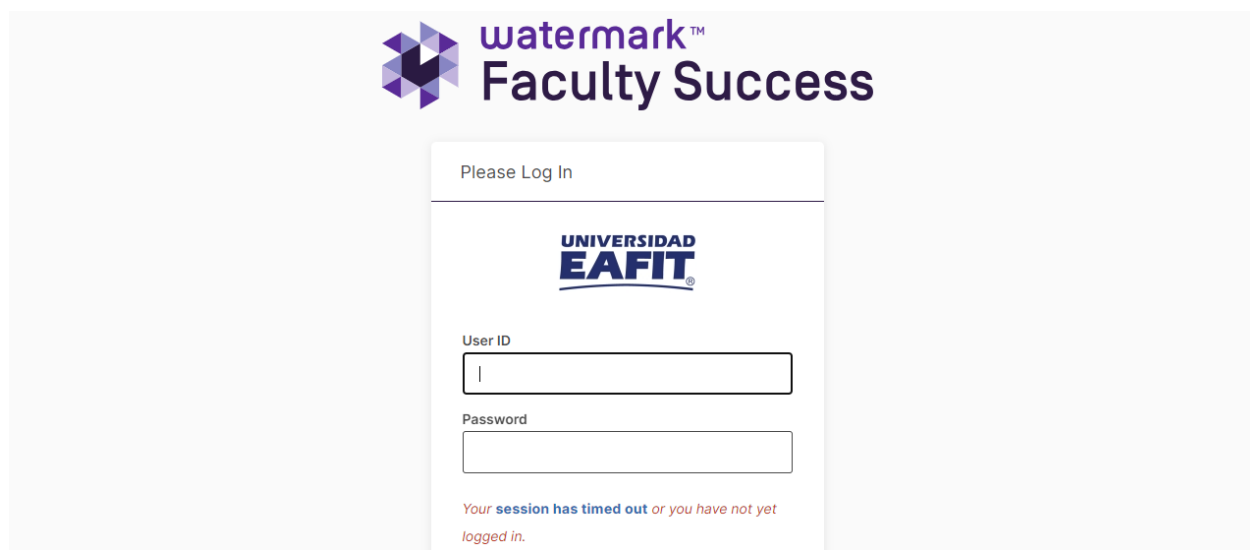 watermark™
Faculty Success
Please Log In
UNIVERSIDAD
EAFIT®
User ID
Password
Your session has timed out or you have not yet
logged in.